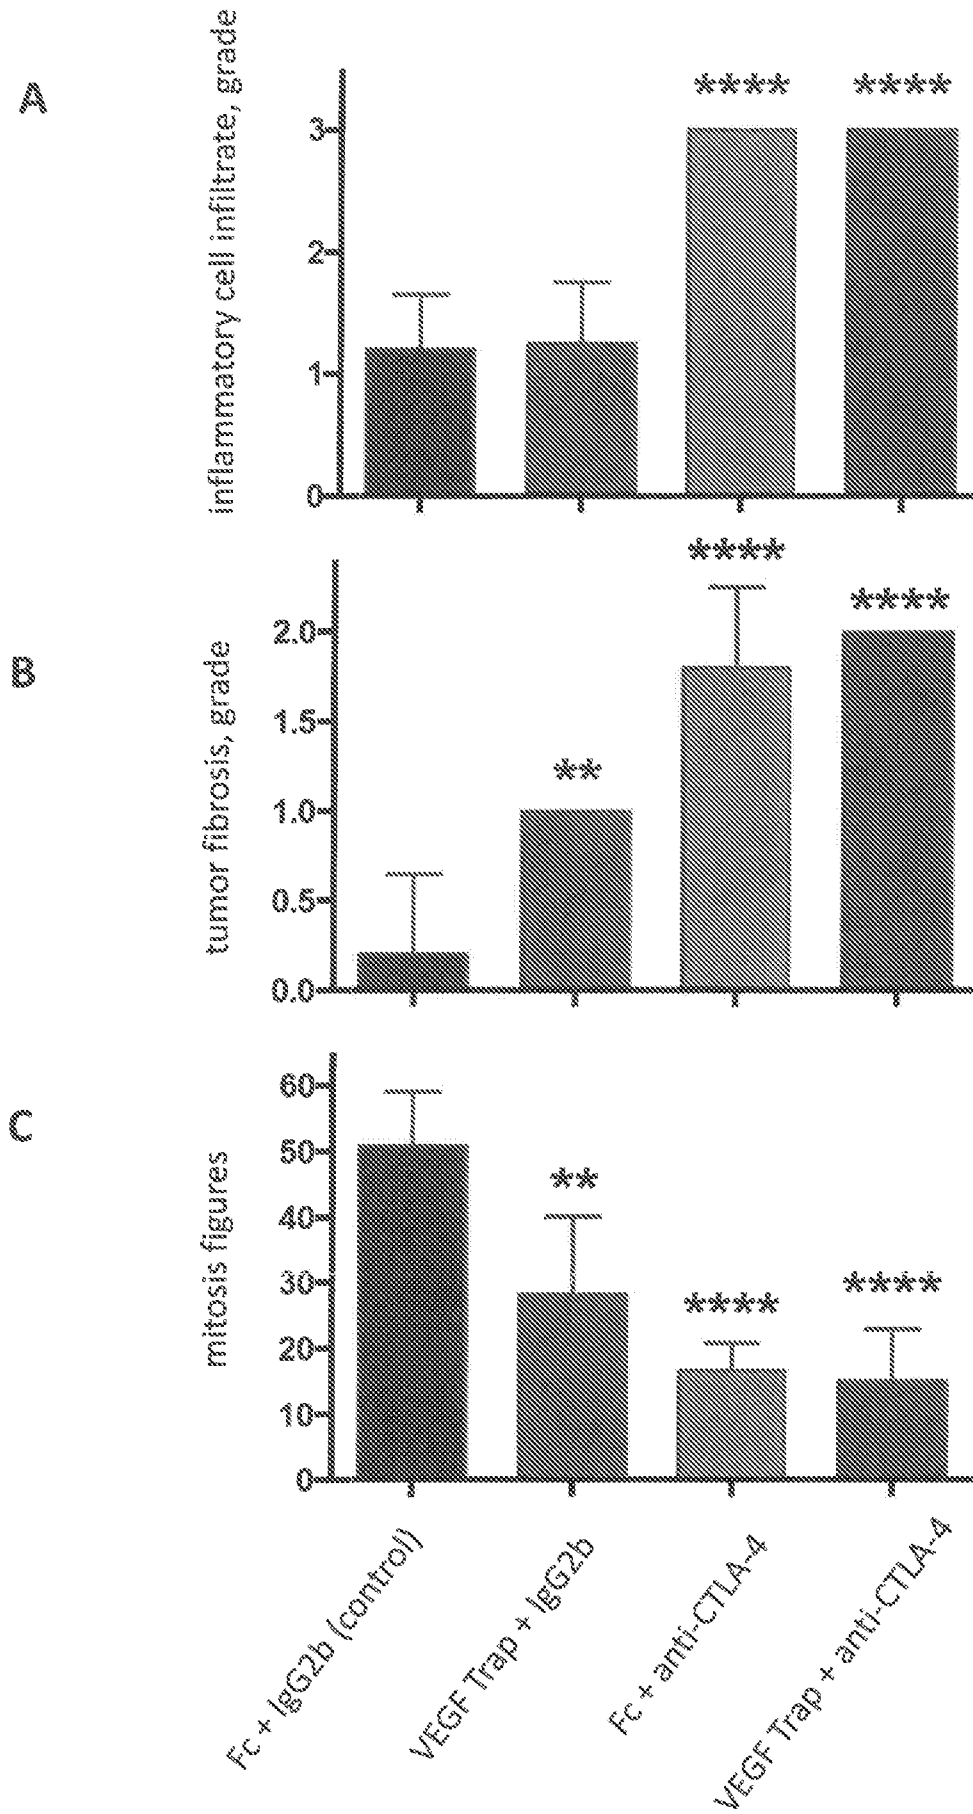 A
inflammatory cell infiltrate, grade
3
2
1
0
****
****
B
tumor fibrosis, grade
2.0
1.5
1.0
0.5
0.0
**
****
****
C
mitosis figures
60
50
40
30
20
10
0
**
****
****
Fc + IgG2b (control)
VEGF Trap + IgG2b
Fc + anti-CTLA-4
VEGF Trap + anti-CTLA-4